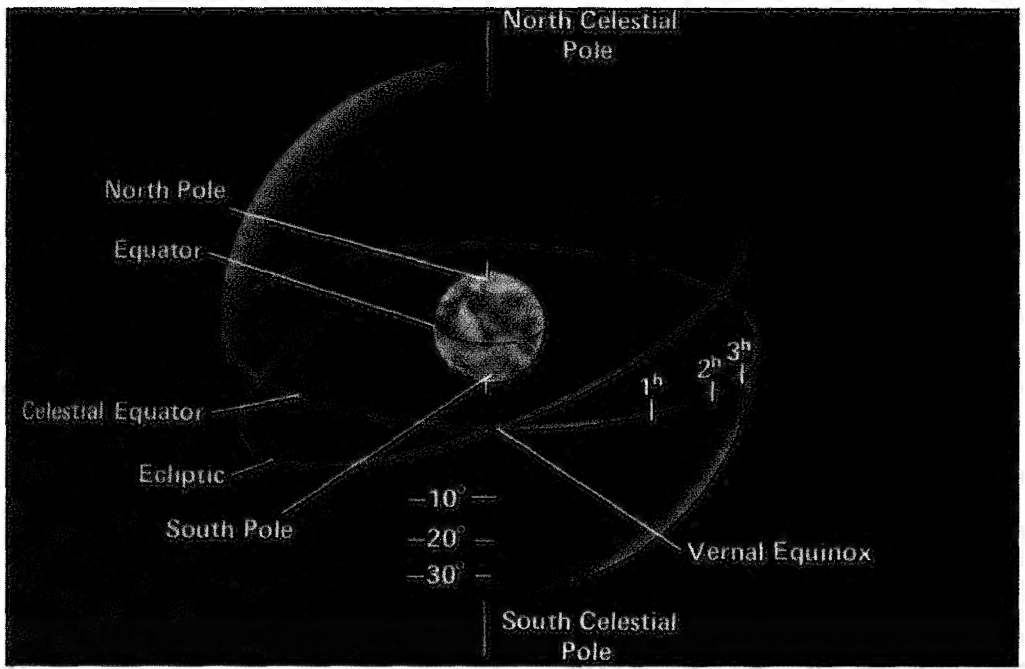 North Celestial
Pole
North Pole
Equator
1ʰ
2ʰ
3ʰ
Celestial Equator
Ecliptic
South Pole
−10°
−20°
−30°
Vernal Equinox
South Celestial
Pole